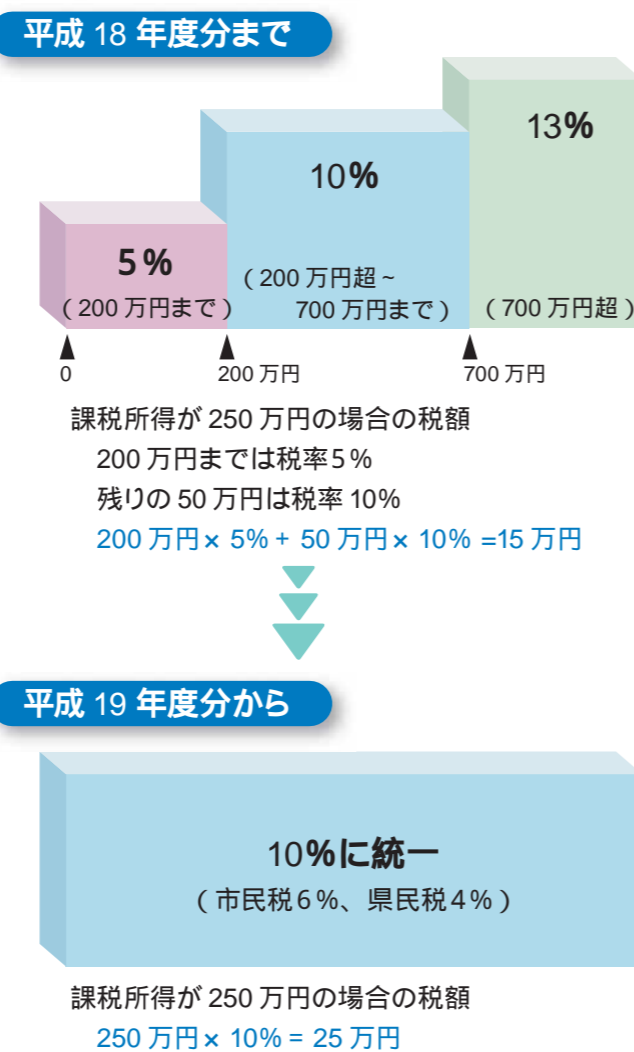 平成 18 年度分まで
13%
10%
5%
(200 万円超~
(200 万円まで)
700 万円まで)
(700 万円超)
0
200 万円
700 万円
課税所得が 250 万円の場合の税額
200 万円までは税率5%
残りの 50 万円は税率 10%
200 万円× 5% + 50 万円× 10% =15 万円
平成 19 年度分から
10%に統一
(市民税6%、県民税4%)
課税所得が 250 万円の場合の税額
250 万円× 10% = 25 万円